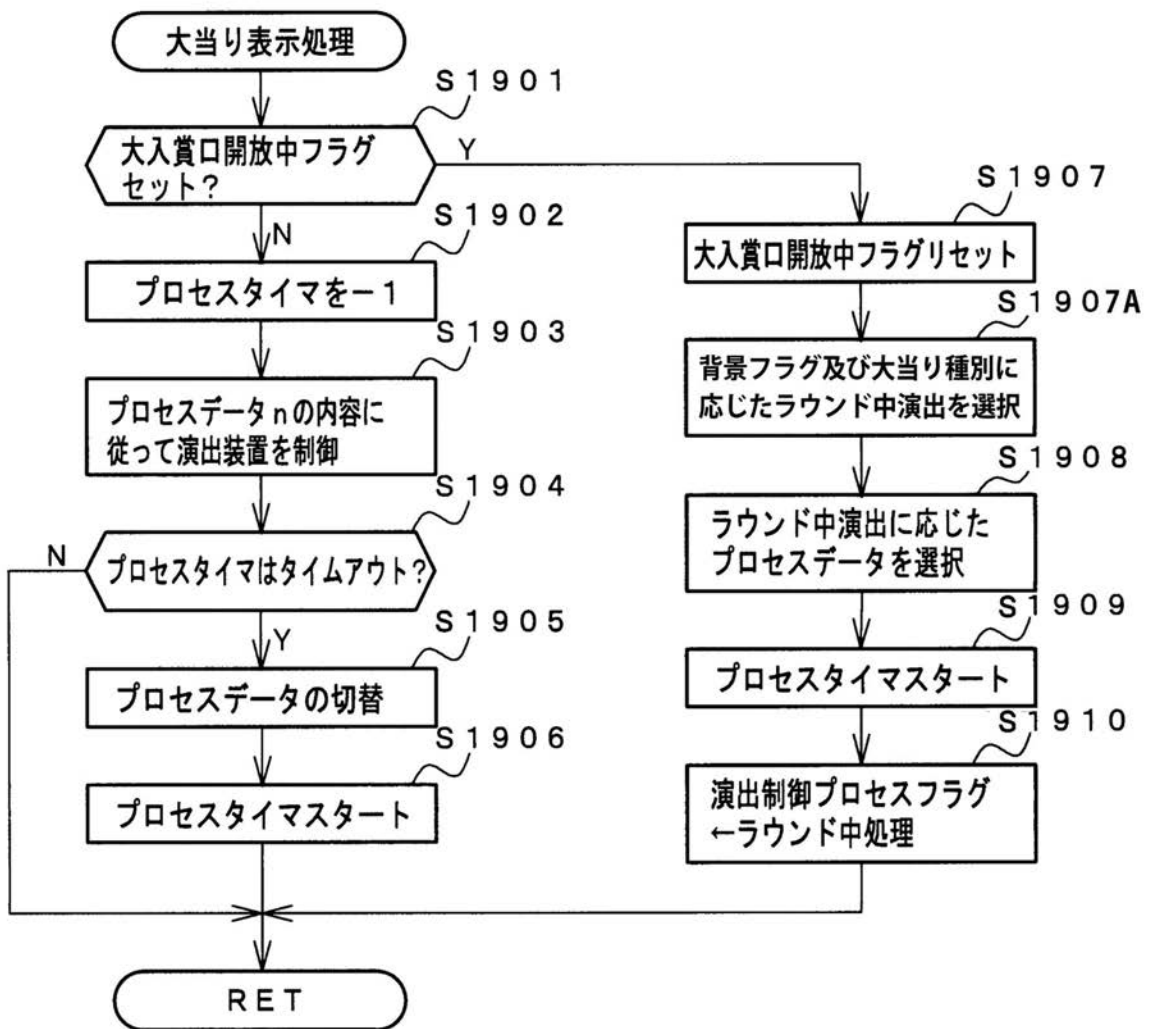 大当り表示処理
S1901
大入賞口開放中フラグ
セット?
Y
N
S1902
プロセスタイマを－1
S1903
プロセスデータnの内容に
従って演出装置を制御
S1904
プロセスタイマはタイムアウト?
N
Y
S1905
プロセスデータの切替
S1906
プロセスタイマスタート
S1907
大入賞口開放中フラグリセット
S1907A
背景フラグ及び大当り種別に
応じたラウンド中演出を選択
S1908
ラウンド中演出に応じた
プロセスデータを選択
S1909
プロセスタイマスタート
S1910
演出制御プロセスフラグ
←ラウンド中処理
RET